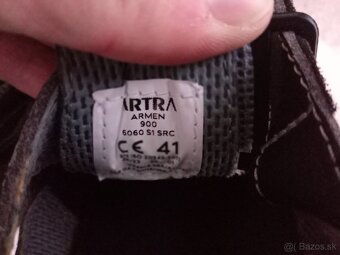 ARTRA
ARMEN
900
6060 S1 SRC
CE 41
Bazos.sk